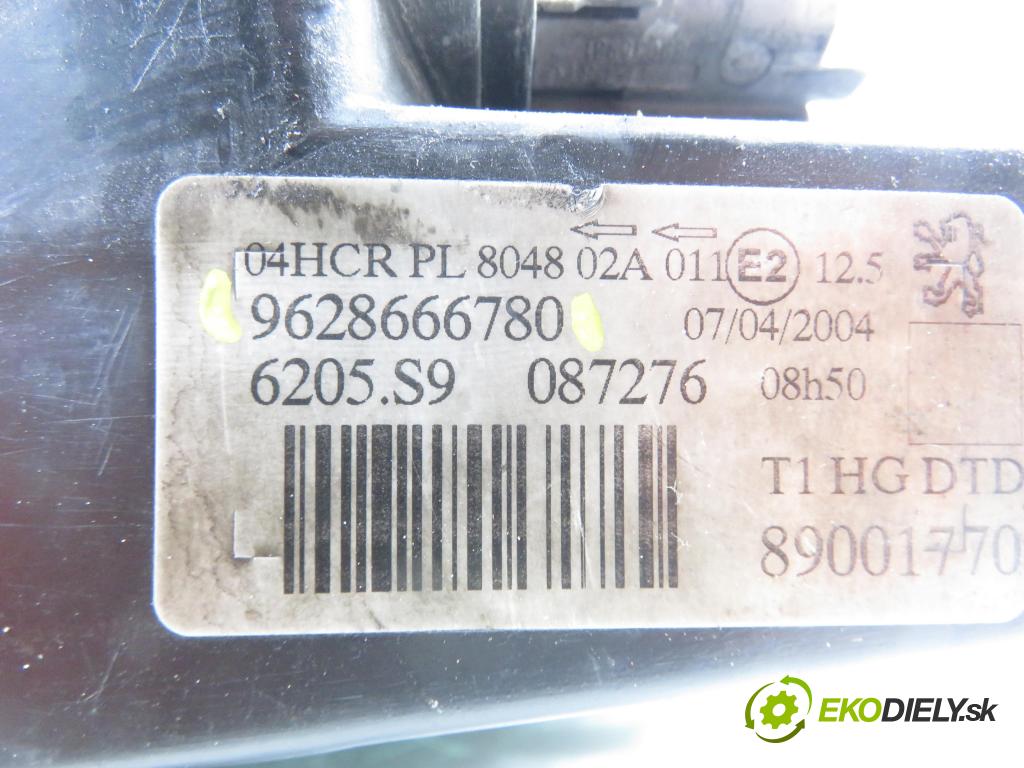 04HCR PL 8048 02A 011 E2 12.5
9628666780 07/04/2004
6205.S9 087276 08h50
T1 HG DTD
89001770
EKODIELY.sk